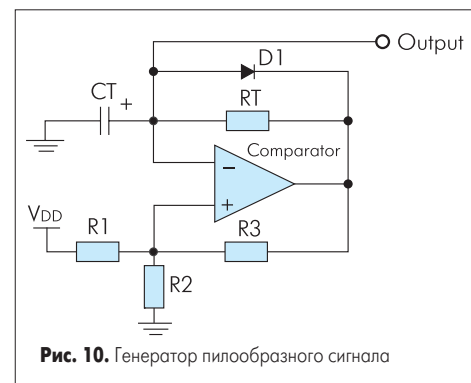 Output
D1
CT +
RT
Comparator
−
+
VDD
R1
R3
R2
Рис. 10. Генератор пилообразного сигнала